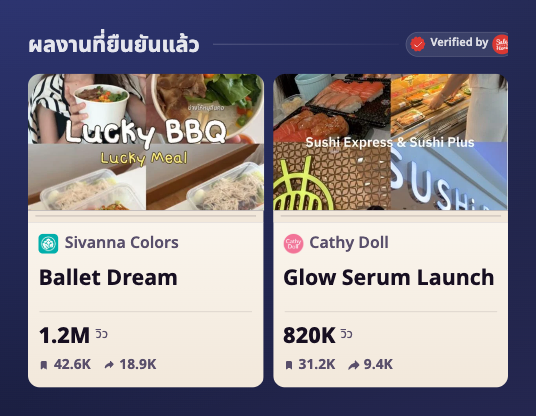 ผลงานที่ยืนยันแล้ว
Verified by
Lucky BBQ
Lucky Meal
Sushi Express & Sushi Plus
SUSHi
Sivanna Colors
Cathy Doll
Cathy Doll
Ballet Dream
Glow Serum Launch
1.2M วิว
820K วิว
42.6K 18.9K
31.2K 9.4K